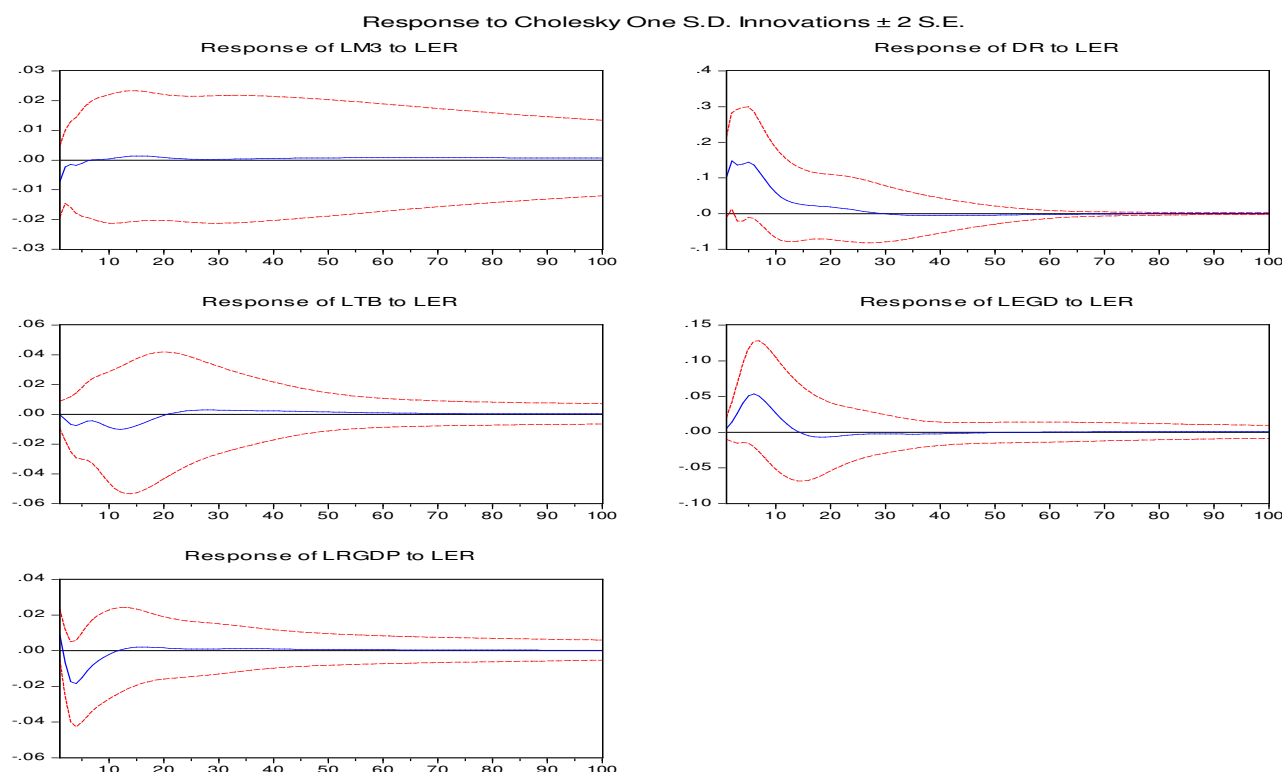 Response to Cholesky One S.D. Innovations ± 2 S.E.
Response of LM3 to LER
.03
.02
.01
.00
-.01
-.02
-.03
10 20 30 40 50 60 70 80 90 100
Response of DR to LER
.4
.3
.2
.1
.0
-.1
10 20 30 40 50 60 70 80 90 100
Response of LTB to LER
.06
.04
.02
.00
-.02
-.04
-.06
10 20 30 40 50 60 70 80 90 100
Response of LEGD to LER
.15
.10
.05
.00
-.05
-.10
10 20 30 40 50 60 70 80 90 100
Response of LRGDP to LER
.04
.02
.00
-.02
-.04
-.06
10 20 30 40 50 60 70 80 90 100